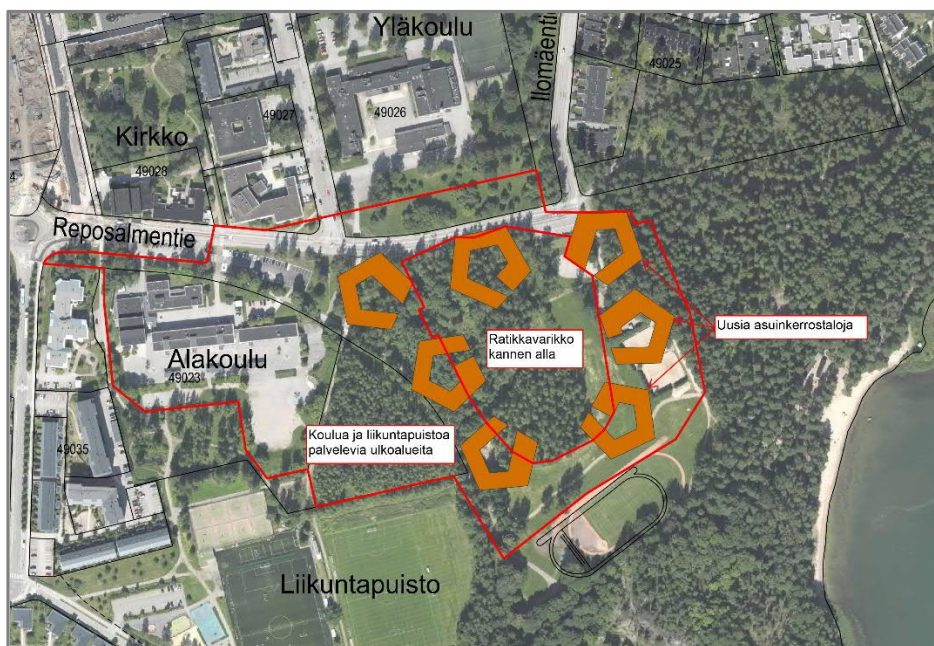 Yläkoulu
Ilomäentie
49025
49026
49027
Kirkko
49028
4
Reposalmentie
Uusia asuinkerrostaloja
Ratikkavarikko
kannen alla
Alakoulu
49023
Koulua ja liikuntapuistoa
palvelevia ulkoalueita
49035
Liikuntapuisto